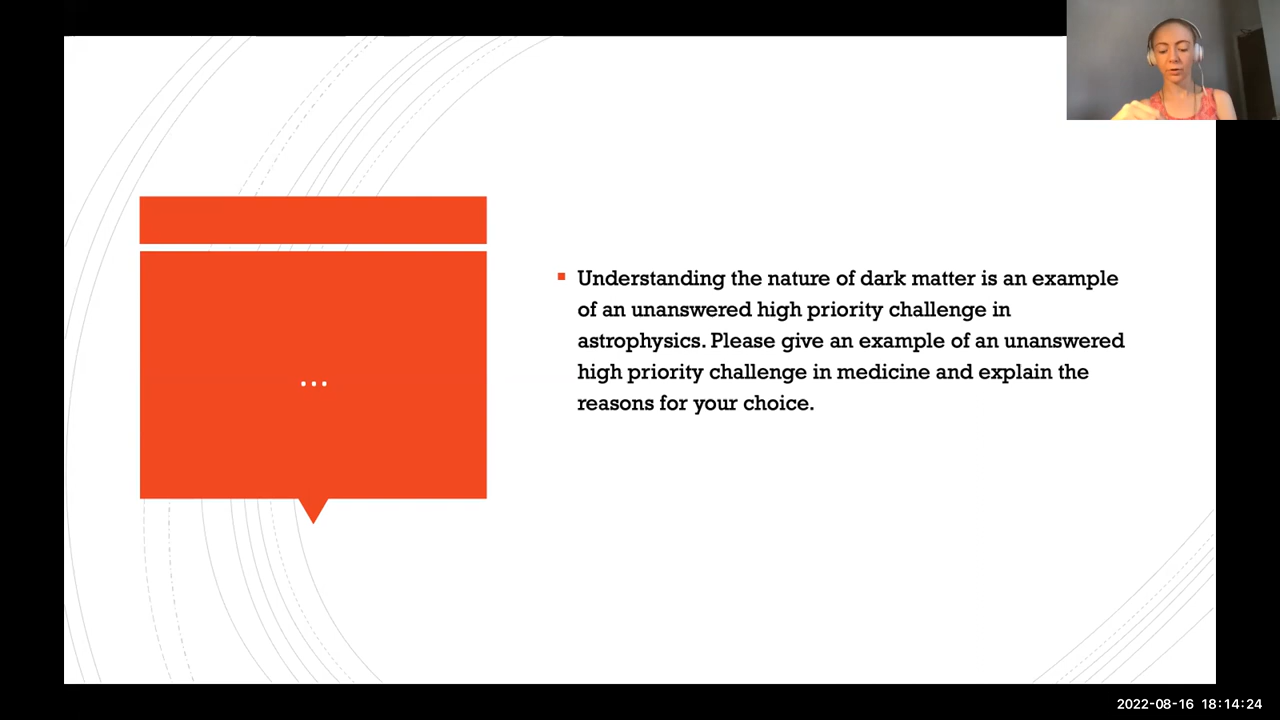 ...
Understanding the nature of dark matter is an example
of an unanswered high priority challenge in
astrophysics. Please give an example of an unanswered
high priority challenge in medicine and explain the
reasons for your choice.
2022-08-16 18:14:24